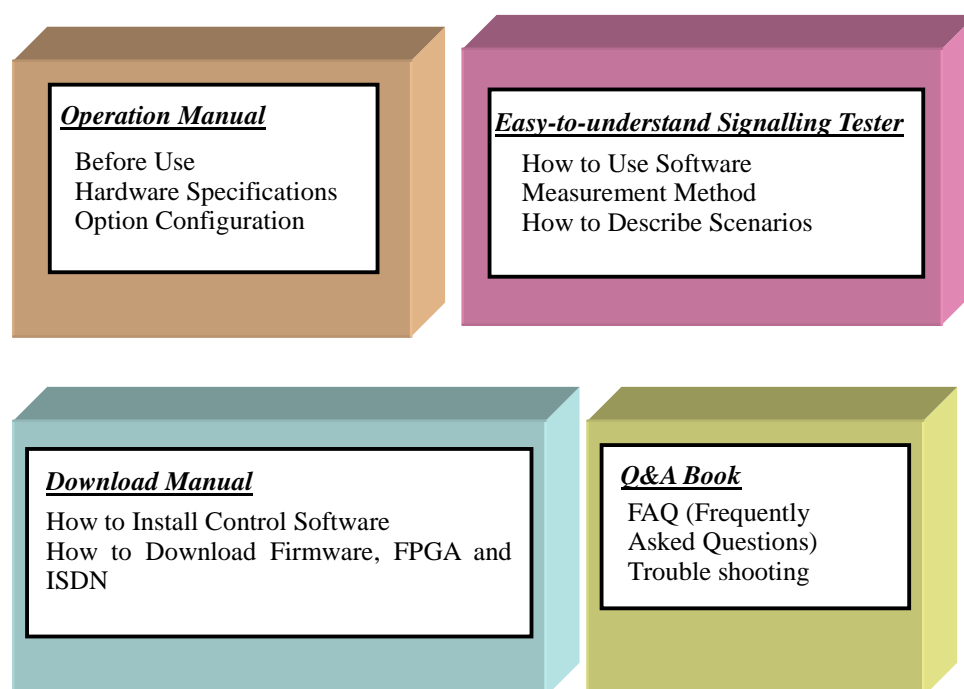 Operation Manual
Before Use
Hardware Specifications
Option Configuration
Easy-to-understand Signalling Tester
How to Use Software
Measurement Method
How to Describe Scenarios
Download Manual
How to Install Control Software
How to Download Firmware, FPGA and
ISDN
Q&A Book
FAQ (Frequently
Asked Questions)
Trouble shooting